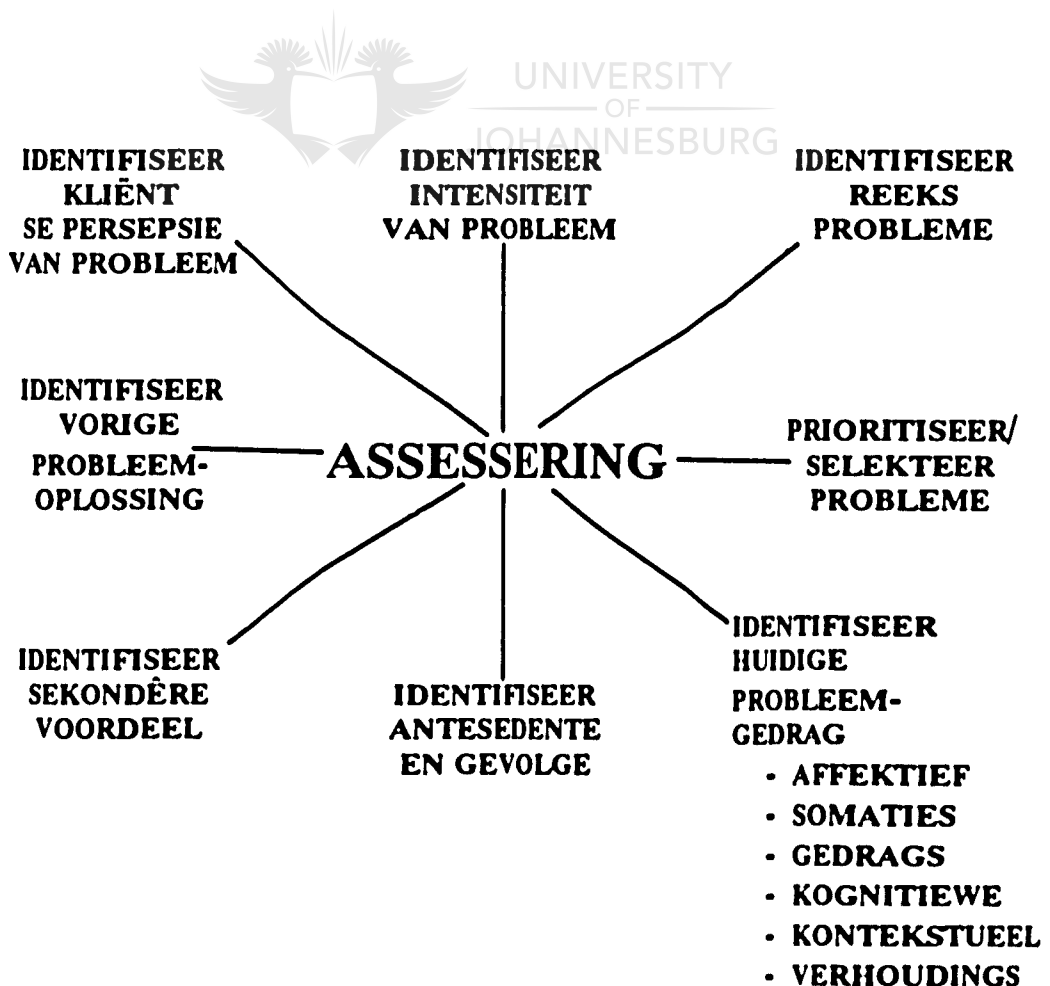 UNIVERSITY
OF
JOHANNESBURG
IDENTIFISEER
KLIËNT
SE PERSEPSIE
VAN PROBLEEM
IDENTIFISEER
INTENSITEIT
VAN PROBLEEM
IDENTIFISEER
REEKS
PROBLEME
IDENTIFISEER
VORIGE
PROBLEEM-
OPLOSSING
ASSESSERING
PRIORITISEER/
SELEKTEER
PROBLEME
IDENTIFISEER
SEKONDÊRE
VOORDEEL
IDENTIFISEER
ANTESEDENTE
EN GEVOLGE
IDENTIFISEER
HUIDIGE
PROBLEEM-
GEDRAG
- AFFEKTIEF
- SOMATIES
- GEDRAGS
- KOGNITIEWE
- KONTEKSTUEEL
- VERHOUDINGS